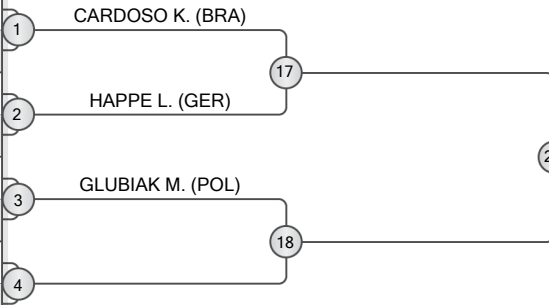 CARDOSO K. (BRA)
1
17
HAPPE L. (GER)
2
GLUBIAK M. (POL)
3
18
4